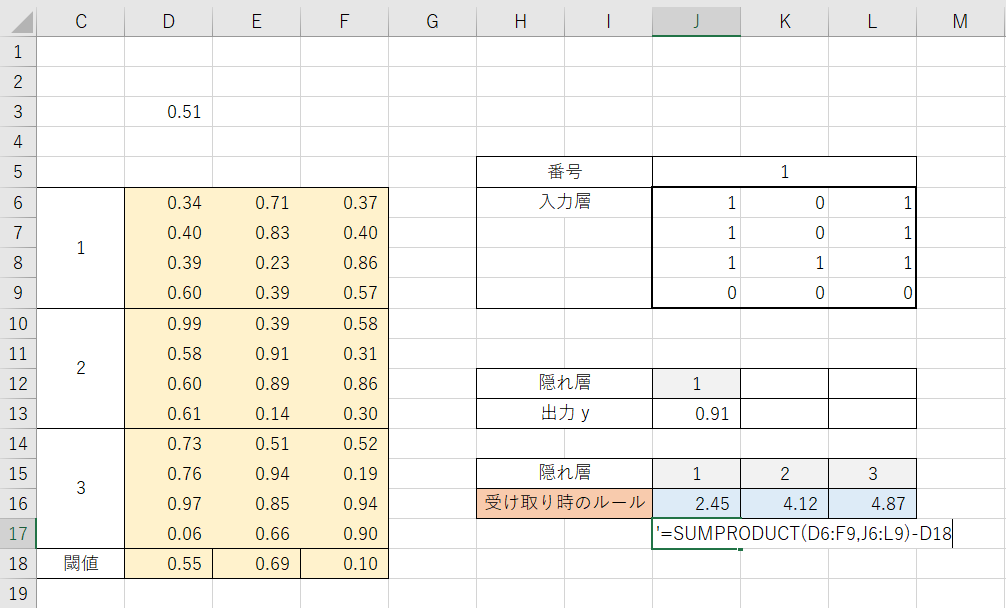 C D E F G H I J K L M
1
2
3 0.51
4
5 番号 1
6 0.34 0.71 0.37 入力層 1 0 1
7 0.40 0.83 0.40 1 0 1
1
8 0.39 0.23 0.86 1 1 1
9 0.60 0.39 0.57 0 0 0
10 0.99 0.39 0.58
11 0.58 0.91 0.31
2
12 0.60 0.89 0.86 隠れ層 1
13 0.61 0.14 0.30 出力 y 0.91
14 0.73 0.51 0.52
15 0.76 0.94 0.19 隠れ層 1 2 3
3
16 0.97 0.85 0.94 受け取り時のルール 2.45 4.12 4.87
17 0.06 0.66 0.90 '=SUMPRODUCT(D6:F9,J6:L9)-D18
18 閾値 0.55 0.69 0.10
19